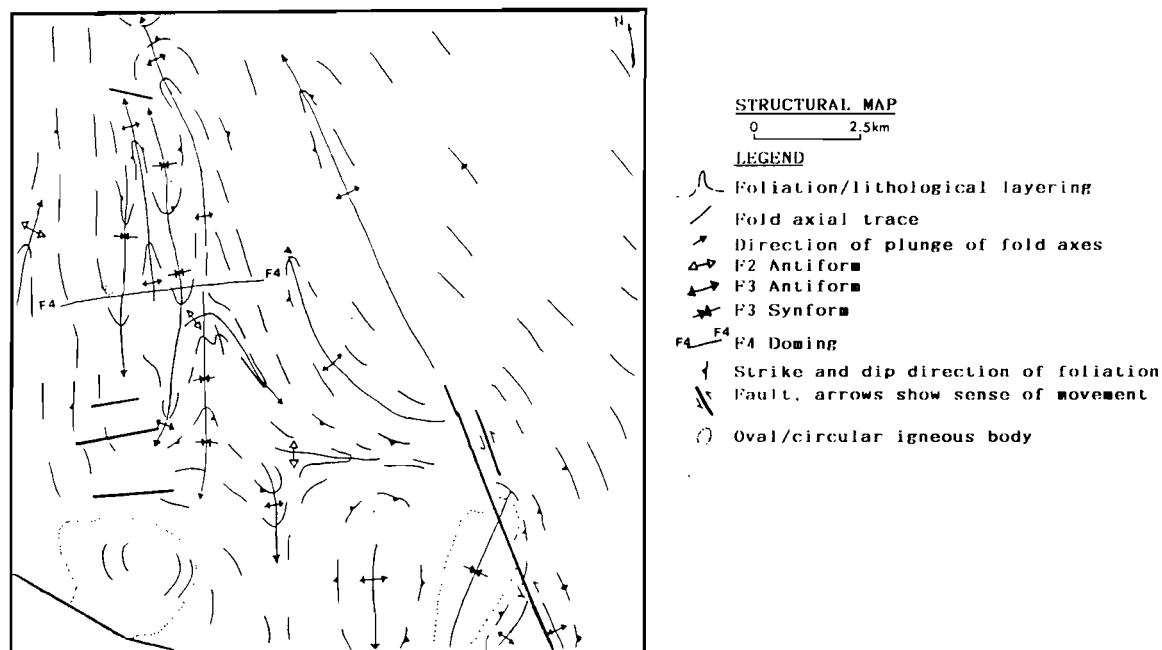 N
F4
F4
STRUCTURAL MAP
0 2.5km
LEGEND
Foliation/lithological layering
Fold axial trace
Direction of plunge of fold axes
F2 Antiform
F3 Antiform
F3 Synform
F4 F4 F4 Doming
Strike and dip direction of foliation
Fault, arrows show sense of movement
Oval/circular igneous body